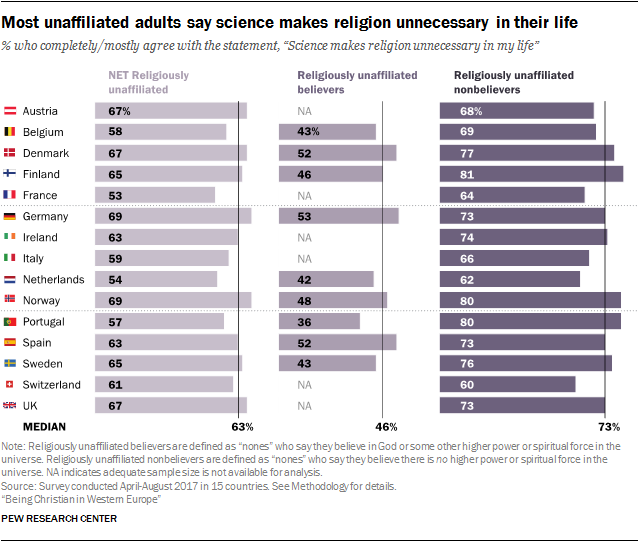 Most unaffiliated adults say science makes religion unnecessary in their life
% who completely/mostly agree with the statement, “Science makes religion unnecessary in my life”
NET Religiously unaffiliated
Religiously unaffiliated believers
Religiously unaffiliated nonbelievers
Austria 67% NA 68%
Belgium 58 43% 69
Denmark 67 52 77
Finland 65 46 81
France 53 NA 64
Germany 69 53 73
Ireland 63 NA 74
Italy 59 NA 66
Netherlands 54 42 62
Norway 69 48 80
Portugal 57 36 80
Spain 63 52 73
Sweden 65 43 76
Switzerland 61 NA 60
UK 67 NA 73
MEDIAN 63% 46% 73%
Note: Religiously unaffiliated believers are defined as “nones” who say they believe in God or some other higher power or spiritual force in the
universe. Religiously unaffiliated nonbelievers are defined as “nones” who say they believe there is no higher power or spiritual force in the
universe. NA indicates adequate sample size is not available for analysis.
Source: Survey conducted April-August 2017 in 15 countries. See Methodology for details.
“Being Christian in Western Europe”
PEW RESEARCH CENTER